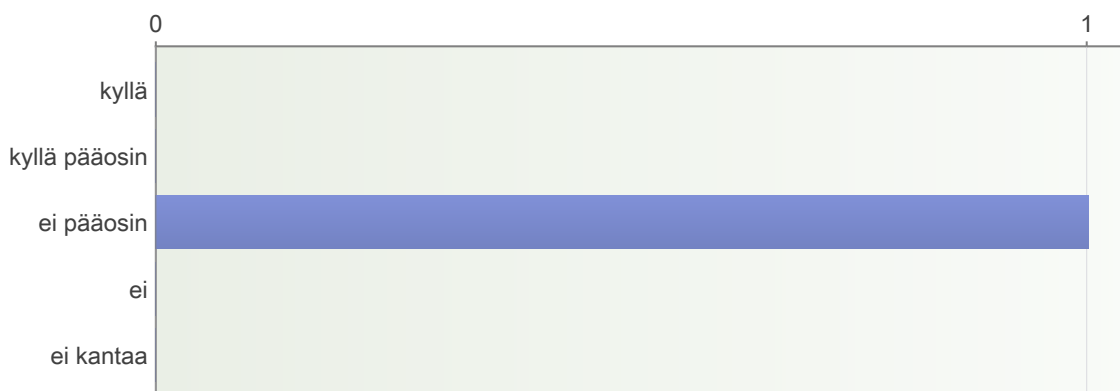 0 1
kyllä
kyllä pääosin
ei pääosin
ei
ei kantaa